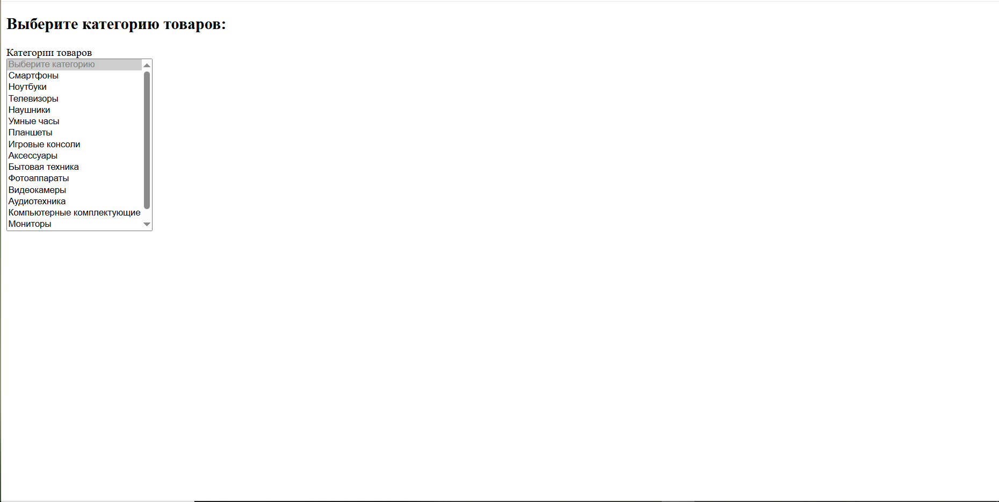 Выберите категорию товаров:
Категории товаров
Выберите категорию
Смартфоны
Ноутбуки
Телевизоры
Наушники
Умные часы
Планшеты
Игровые консоли
Аксессуары
Бытовая техника
Фотоаппараты
Видеокамеры
Аудиотехника
Компьютерные комплектующие
Мониторы